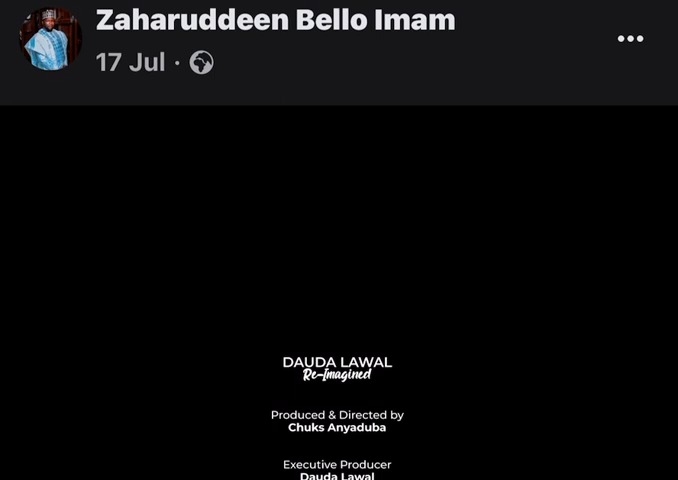 Zaharuddeen Bello Imam
17 Jul ·
DAUDA LAWAL
Re-Imagined
Produced & Directed by
Chuks Anyaduba
Executive Producer
Dauda Lawal